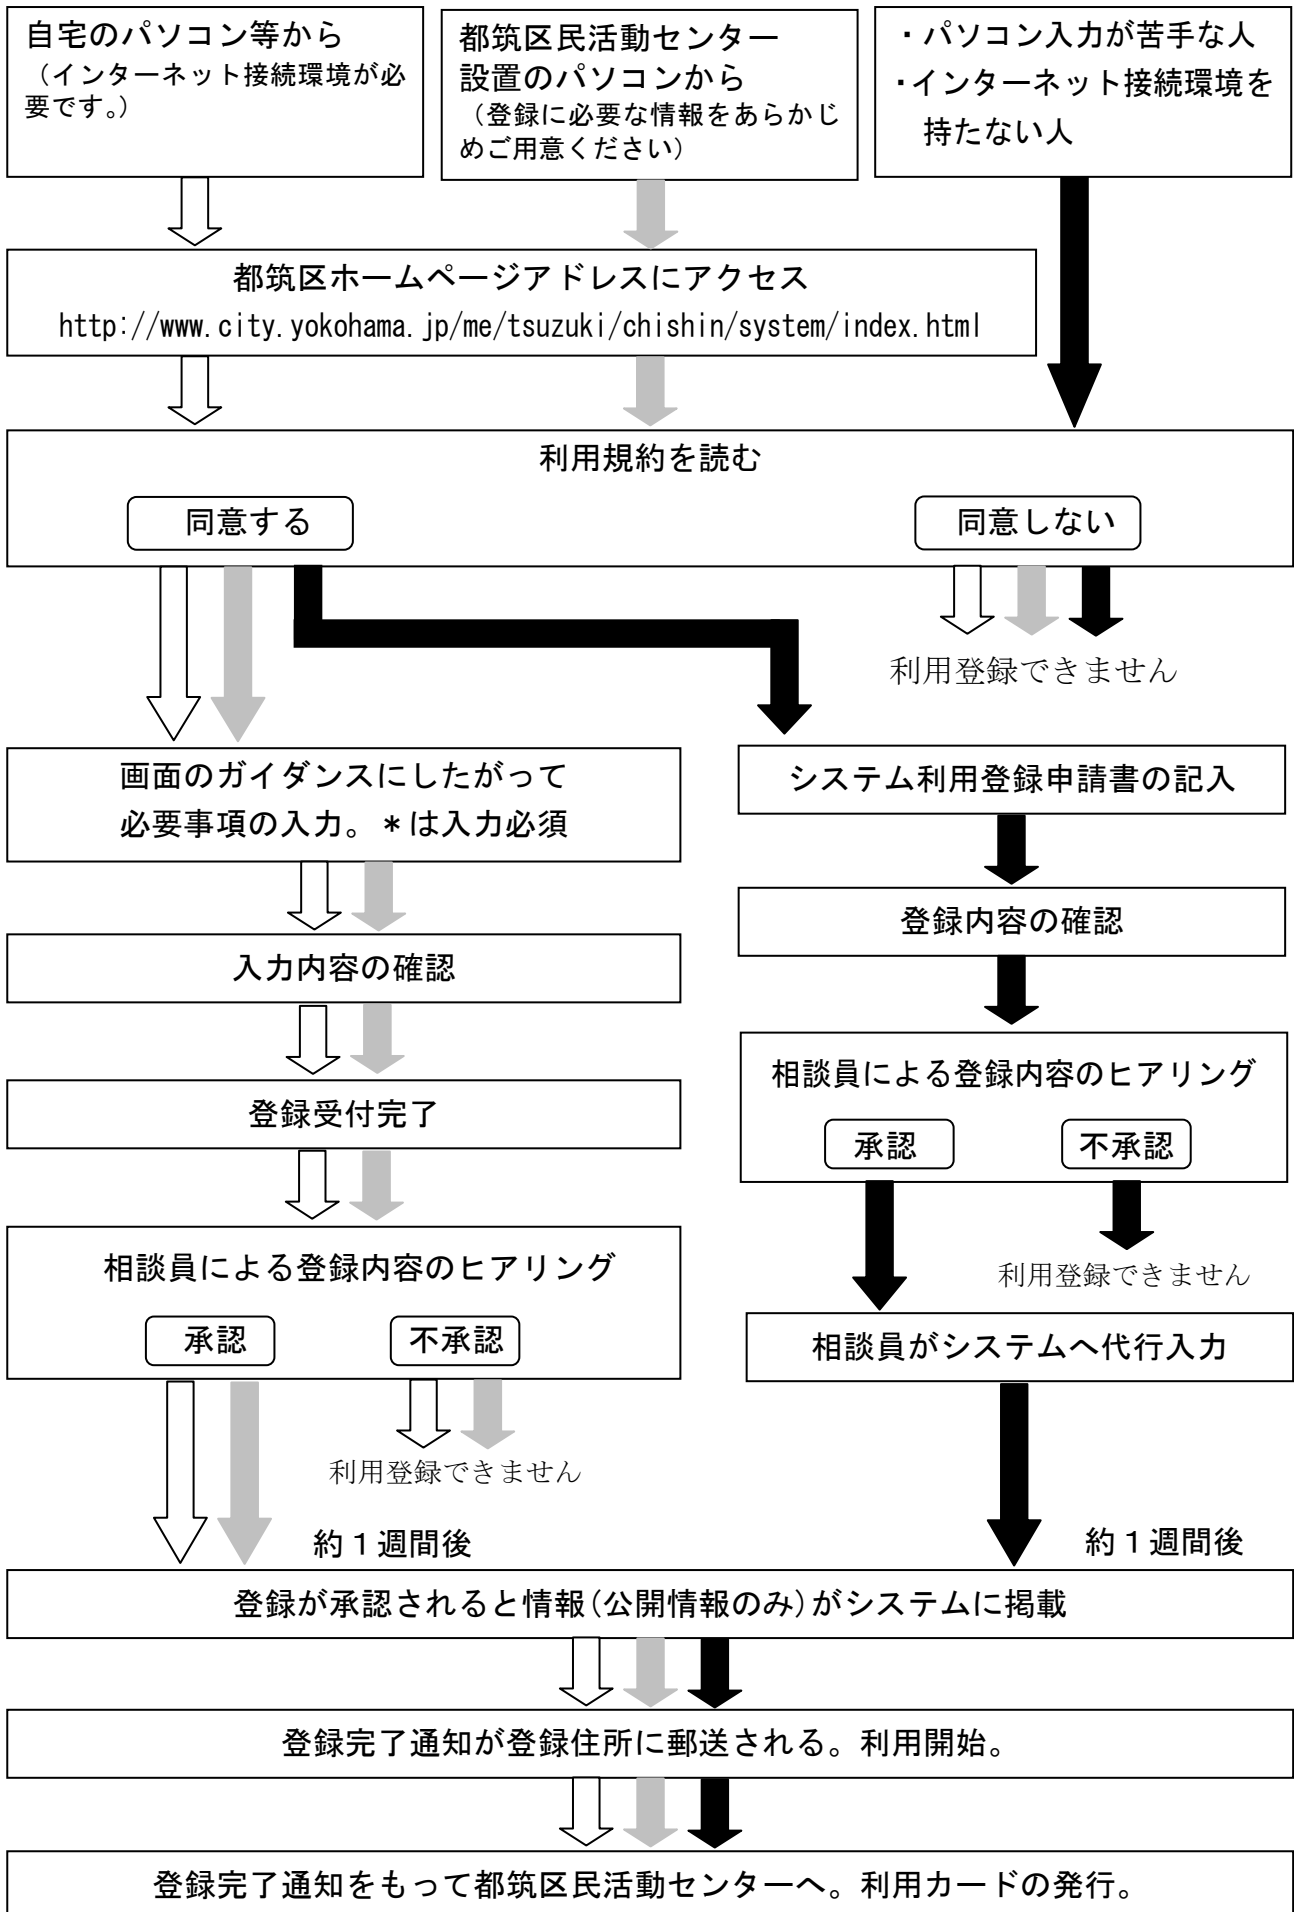 自宅のパソコン等から
（インターネット接続環境が必
要です。）
都筑区民活動センター
設置のパソコンから
（登録に必要な情報をあらかじ
めご用意ください）
・パソコン入力が苦手な人
・インターネット接続環境を
持たない人
都筑区ホームページアドレスにアクセス
http://www.city.yokohama.jp/me/tsuzuki/chishin/system/index.html
利用規約を読む
同意する
同意しない
利用登録できません
画面のガイダンスにしたがって
必要事項の入力。＊は入力必須
システム利用登録申請書の記入
登録内容の確認
入力内容の確認
相談員による登録内容のヒアリング
承認
不承認
登録受付完了
利用登録できません
相談員による登録内容のヒアリング
承認
不承認
相談員がシステムへ代行入力
利用登録できません
約１週間後
約１週間後
登録が承認されると情報(公開情報のみ)がシステムに掲載
登録完了通知が登録住所に郵送される。利用開始。
登録完了通知をもって都筑区民活動センターへ。利用カードの発行。